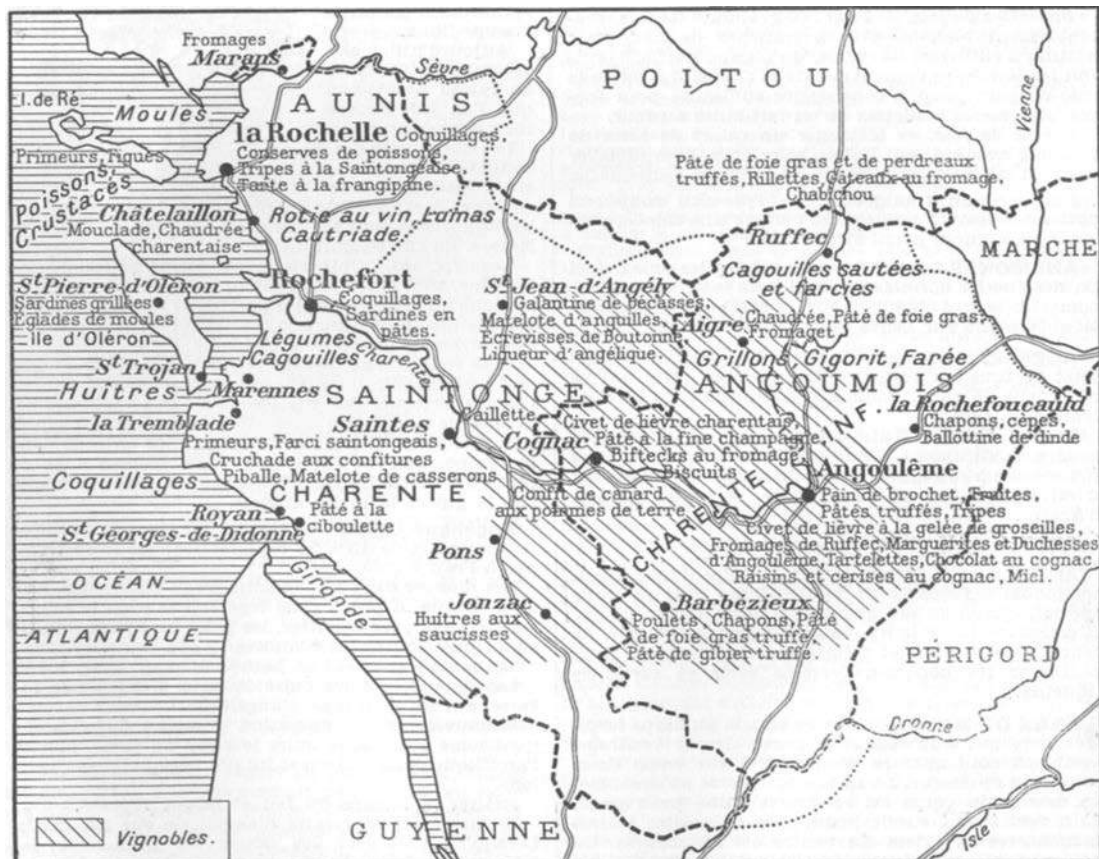 Fromages
Marans
Sèvre
POITOU
Vienne
I. de Ré
Moules
AUNIS
la Rochelle Coquillages,
Conserves de poissons,
Tripes à la Saintongeaise,
Tarte à la frangipane.
Primeurs, Figues
Poissons,
Crustacés
Pâté de foie gras et de perdreaux
truffés, Rillettes, Gâteaux au fromage,
Chabichou
Châtelaillon
Mouclade, Chaudrée
charentaise
Rotie au vin, Lumas
Cautriade
Ruffec
MARCHE
Cagouilles sautées
et farcies
St Pierre-d'Oléron
Sardines grillées
Eglades de moules
Île d'Oléron
Rochefort
Coquillages,
Sardines en
pâtes.
St Jean-d'Angély
Galantine de bécasses,
Matelote d'anguilles,
Ecrevisses de Boutonne,
Liqueur d'angélique.
Aigre
Chaudrée, Pâté de foie gras,
Fromaget
Légumes
Cagouilles
Charente
Grillons Gigorit, Farée
St Trojan
Huîtres
Marennes
SAINTONGE
ANGOUMOIS
la Rochefoucauld
Chapons, cèpes,
Ballottine de dinde
la Tremblade
Saintes
Caillette
Primeurs, Farci saintongeais,
Cruchade aux confitures
Piballe, Matelote de casserons
Civet de lièvre charentais,
Cognac
Pâté à la fine champagne,
Biftecks au fromage,
Biscuits
Angoulême
Coquillages
CHARENTE INF.
CHARENTE
Confit de canard
aux pommes de terre
Pain de brochet, Truites,
Pâtés truffés, Tripes
Civet de lièvre à la gelée de groseilles,
Fromages de Ruffec, Marguerites et Duchesses
d'Angoulême, Tartelettes, Chocolat au cognac
Raisins et cerises au cognac, Miel.
Royan
Pâté à la
ciboulette
St Georges-de-Didonne
Pons
OCÉAN
ATLANTIQUE
Gironde
Jonzac
Huîtres aux
saucisses
Barbézieux
Poulets, Chapons, Pâté
de foie gras truffé.
Pâté de gibier truffé.
PÉRIGORD
Dronne
Isle
GUYENNE
Vignobles.